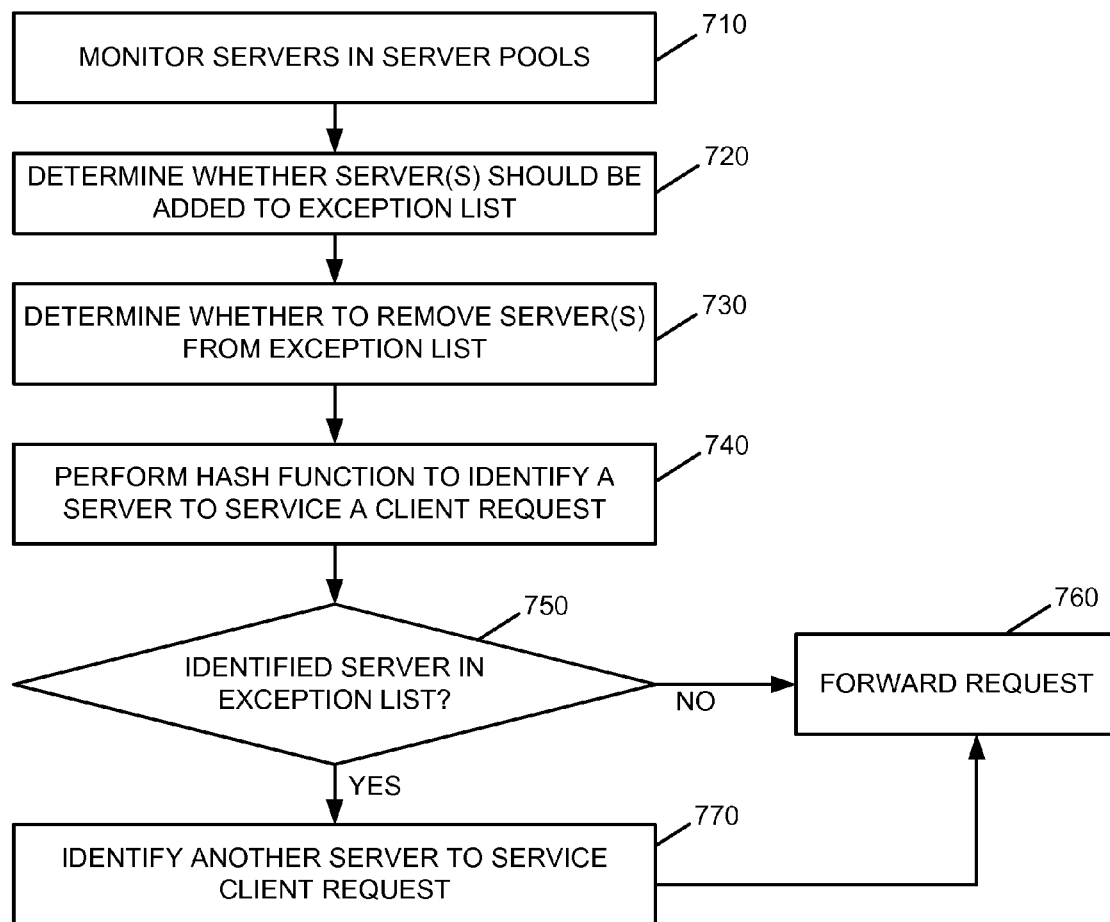 710
MONITOR SERVERS IN SERVER POOLS
720
DETERMINE WHETHER SERVER(S) SHOULD BE
ADDED TO EXCEPTION LIST
730
DETERMINE WHETHER TO REMOVE SERVER(S)
FROM EXCEPTION LIST
740
PERFORM HASH FUNCTION TO IDENTIFY A
SERVER TO SERVICE A CLIENT REQUEST
750
IDENTIFIED SERVER IN
EXCEPTION LIST?
NO
760
FORWARD REQUEST
YES
770
IDENTIFY ANOTHER SERVER TO SERVICE
CLIENT REQUEST